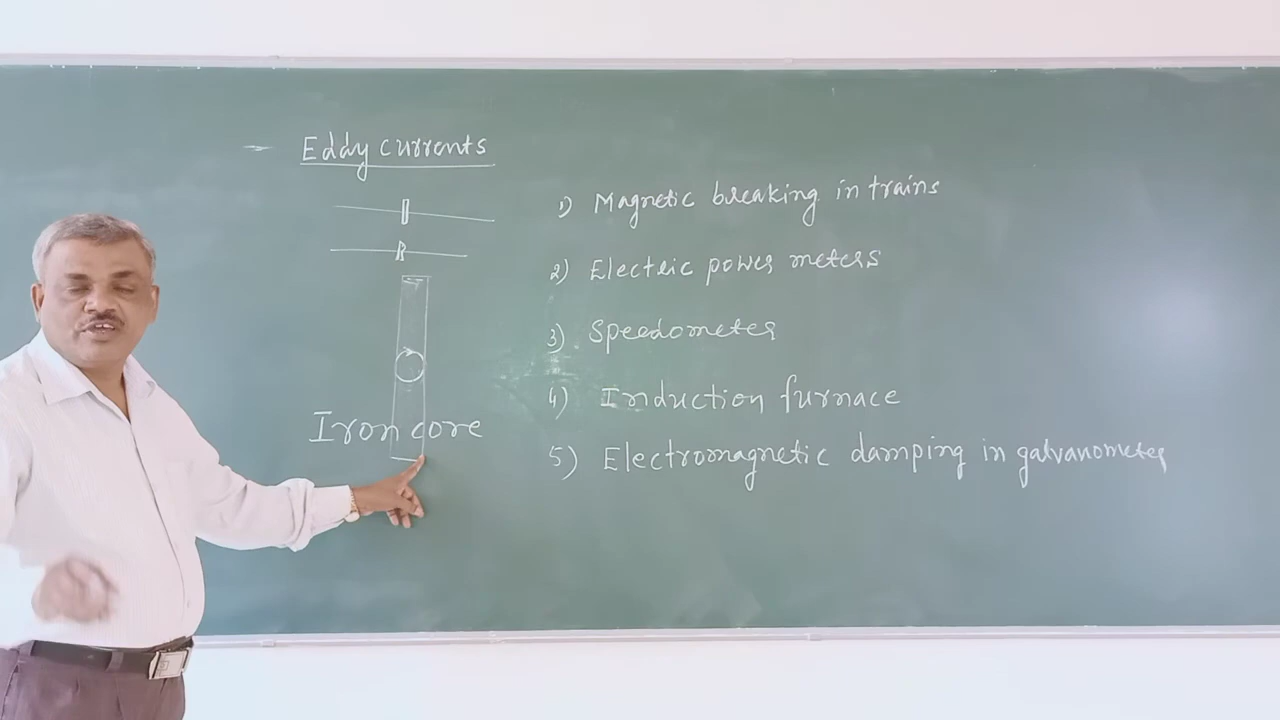 Eddy currents
1) Magnetic breaking in trains
2) Electric power meters
3) Speedometer
4) Induction furnace
Iron core
5) Electromagnetic damping in galvanometer